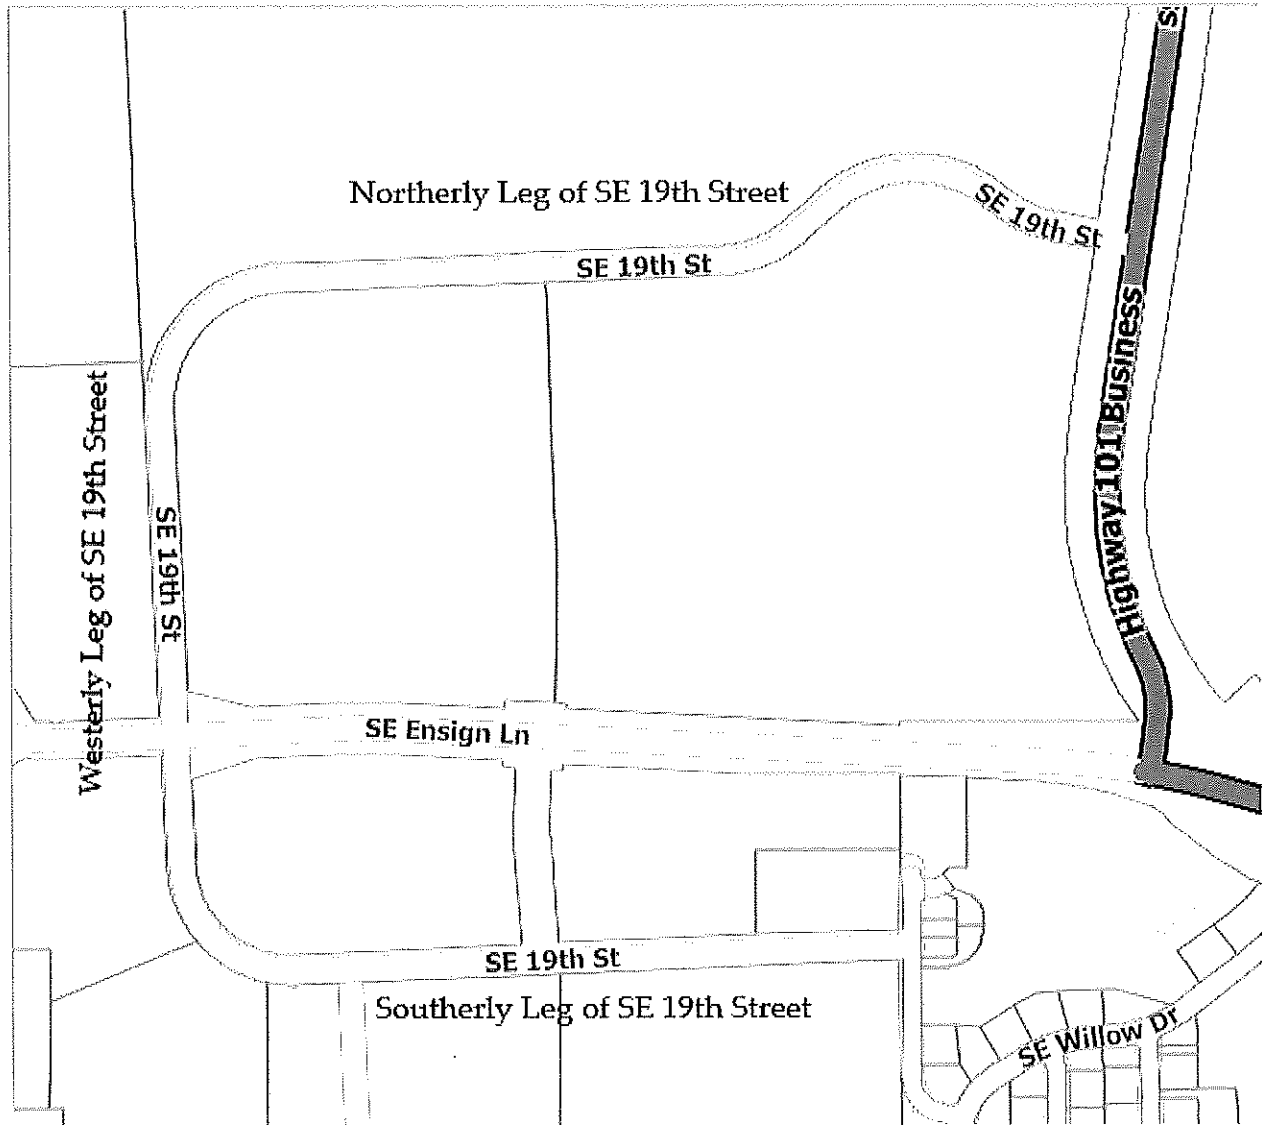 S
Northerly Leg of SE 19th Street
SE 19th St
SE 19th St
Highway 101 Business
Westerly Leg of SE 19th Street
SE 19th St
SE Ensign Ln
SE 19th St
Southerly Leg of SE 19th Street
SE Willow Dr